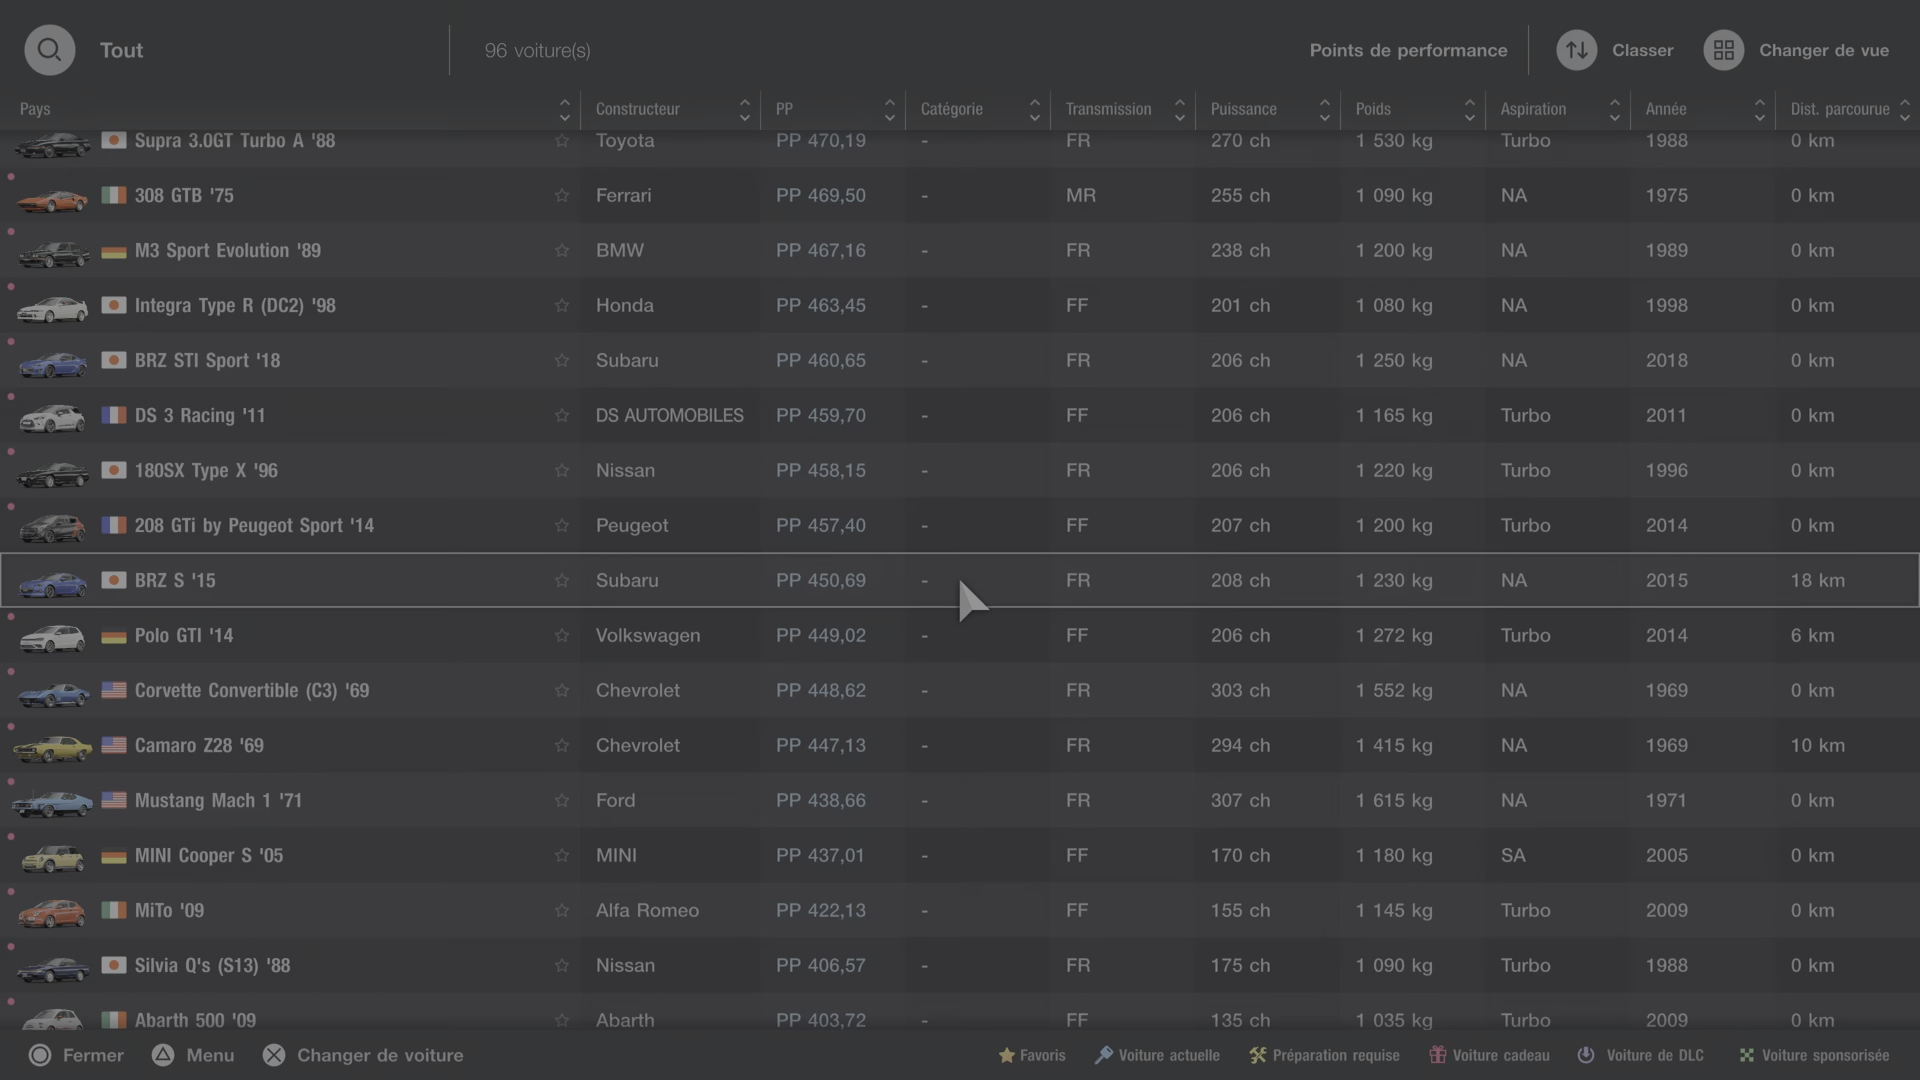 Tout 96 voiture(s) Points de performance Classer Changer de vue
Pays Constructeur PP Catégorie Transmission Puissance Poids Aspiration Année Dist. parcourue
Supra 3.0GT Turbo A '88 Toyota PP 470,19 - FR 270 ch 1 530 kg Turbo 1988 0 km
308 GTB '75 Ferrari PP 469,50 - MR 255 ch 1 090 kg NA 1975 0 km
M3 Sport Evolution '89 BMW PP 467,16 - FR 238 ch 1 200 kg NA 1989 0 km
Integra Type R (DC2) '98 Honda PP 463,45 - FF 201 ch 1 080 kg NA 1998 0 km
BRZ STI Sport '18 Subaru PP 460,65 - FR 206 ch 1 250 kg NA 2018 0 km
DS 3 Racing '11 DS AUTOMOBILES PP 459,70 - FF 206 ch 1 165 kg Turbo 2011 0 km
180SX Type X '96 Nissan PP 458,15 - FR 206 ch 1 220 kg Turbo 1996 0 km
208 GTi by Peugeot Sport '14 Peugeot PP 457,40 - FF 207 ch 1 200 kg Turbo 2014 0 km
BRZ S '15 Subaru PP 450,69 - FR 208 ch 1 230 kg NA 2015 18 km
Polo GTI '14 Volkswagen PP 449,02 - FF 206 ch 1 272 kg Turbo 2014 6 km
Corvette Convertible (C3) '69 Chevrolet PP 448,62 - FR 303 ch 1 552 kg NA 1969 0 km
Camaro Z28 '69 Chevrolet PP 447,13 - FR 294 ch 1 415 kg NA 1969 10 km
Mustang Mach 1 '71 Ford PP 438,66 - FR 307 ch 1 615 kg NA 1971 0 km
MINI Cooper S '05 MINI PP 437,01 - FF 170 ch 1 180 kg SA 2005 0 km
MiTo '09 Alfa Romeo PP 422,13 - FF 155 ch 1 145 kg Turbo 2009 0 km
Silvia Q's (S13) '88 Nissan PP 406,57 - FR 175 ch 1 090 kg Turbo 1988 0 km
Abarth 500 '09 Abarth PP 403,72 - FF 135 ch 1 035 kg Turbo 2009 0 km
Fermer Menu Changer de voiture Favoris Voiture actuelle Préparation requise Voiture cadeau Voiture de DLC Voiture sponsorisée